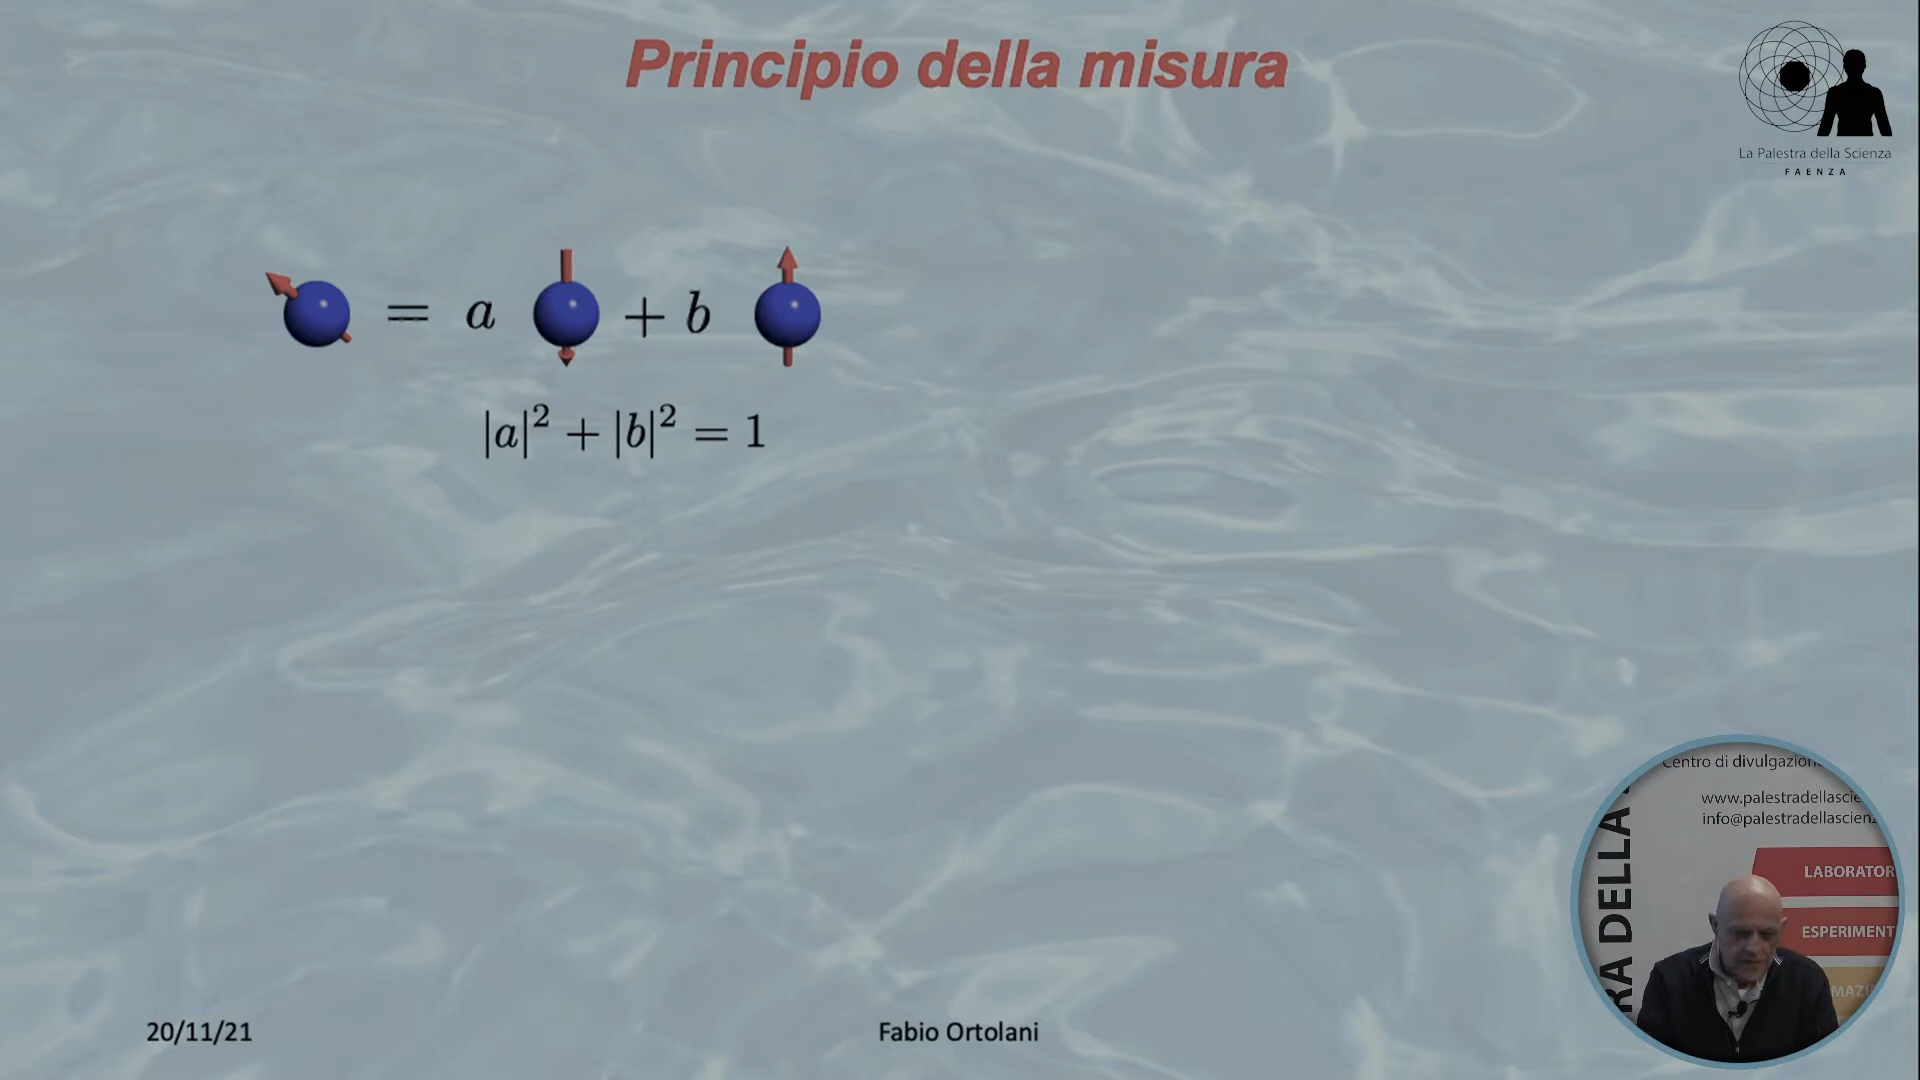 Principio della misura
La Palestra della Scienza
FAENZA
= a + b
|a|² + |b|² = 1
Centro di divulgazion
www.palestradellascie
info@palestradellascien
RA DELLA
LABORATOR
ESPERIMENT
MAZI
20/11/21
Fabio Ortolani